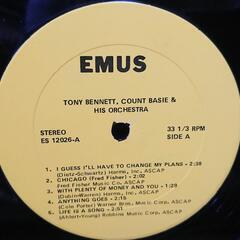 EMUS
TONY BENNETT, COUNT BASIE &
HIS ORCHESTRA
STEREO
ES 12026-A
33 1/3 RPM
SIDE A
1. I GUESS I'LL HAVE TO CHANGE MY PLANS - 2:38
(Dietz-Schwartz) Harms, Inc. ASCAP
2. CHICAGO (Fred Fisher) - 2:02
Fred Fisher Music Co. ASCAP
3. WITH PLENTY OF MONEY AND YOU - 1:29
(Dubin-Warren) Harms, Inc. ASCAP
4. ANYTHING GOES - 2:15
(Cole Porter) Warner Bros. Music Corp. ASCAP
5. LIFE IS A SONG - 2:51
(Ahlert-Young) Robbins Music Corp. ASCAP